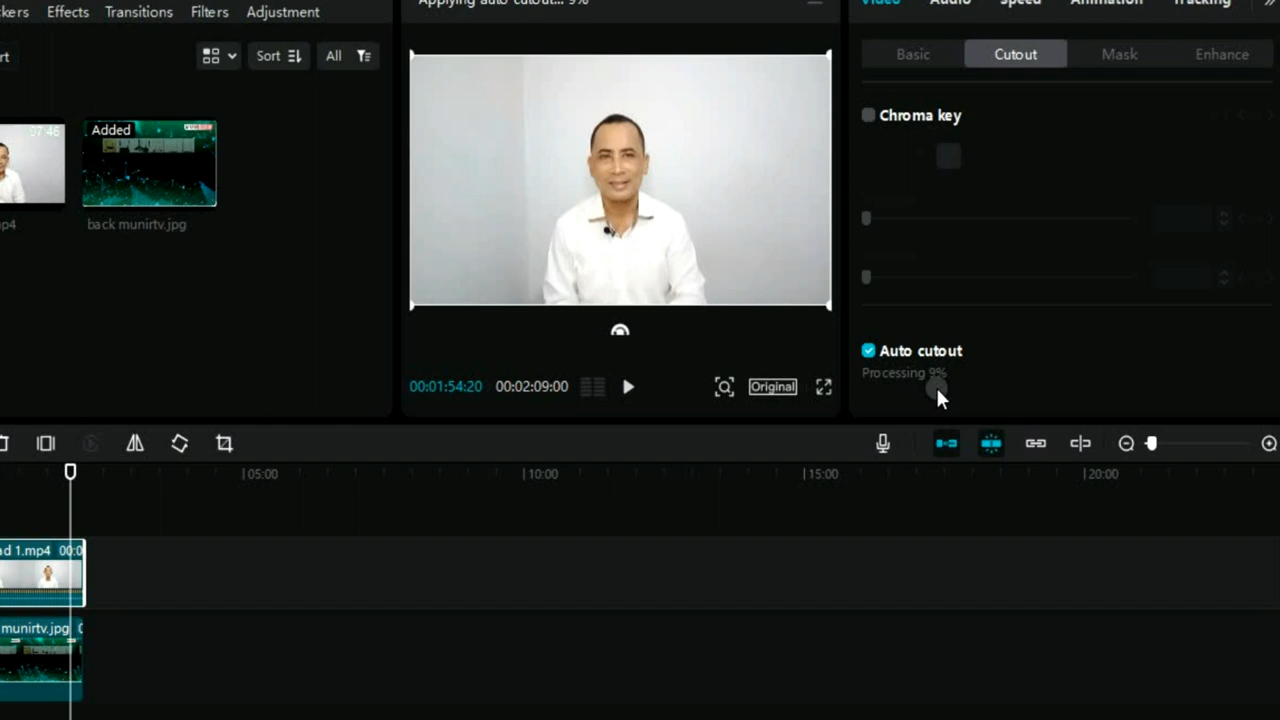 kers Effects Transitions Filters Adjustment
rt Sort All
07:46
Added
p4 back munirtv.jpg
Applying auto cutout... 9%
00:01:54:20 00:02:09:00 Original
Video Audio Speed Animation Tracking
Basic Cutout Mask Enhance
Chroma key
Auto cutout
Processing 9%
05:00 10:00 15:00 20:00
ad 1.mp4 00:0
munirtv.jpg